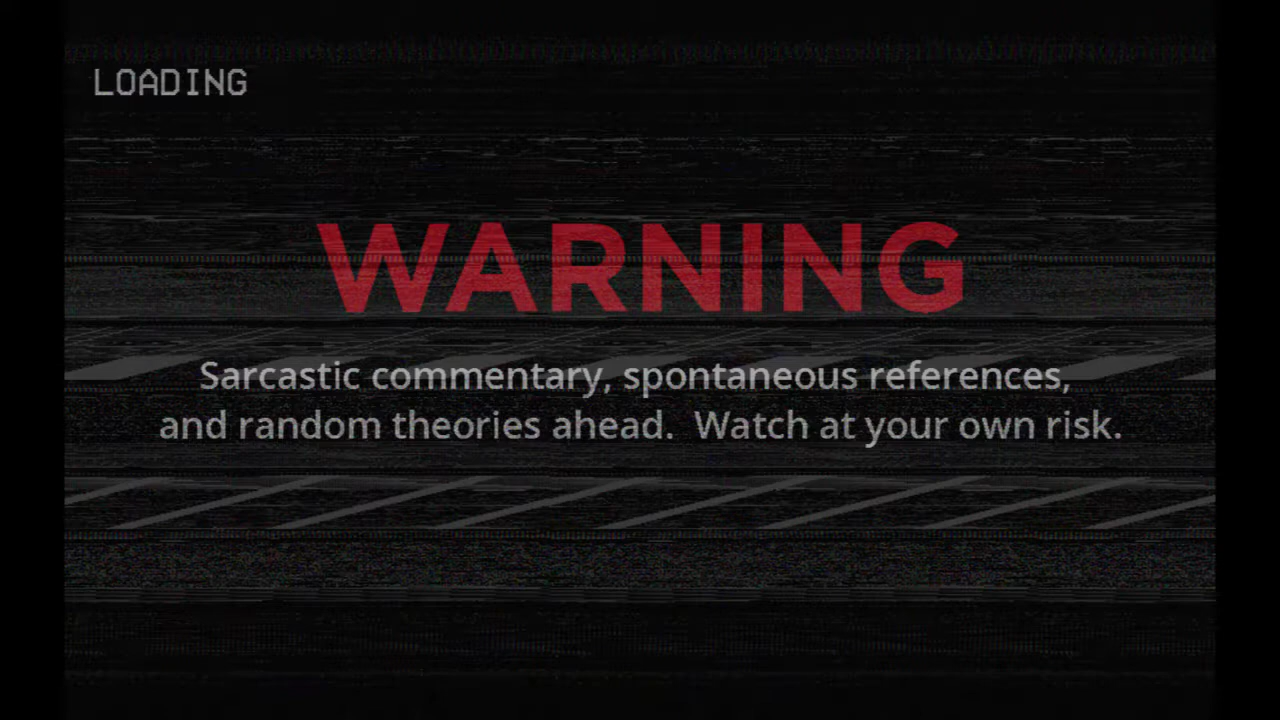 LOADING
WARNING
Sarcastic commentary, spontaneous references,
and random theories ahead.  Watch at your own risk.